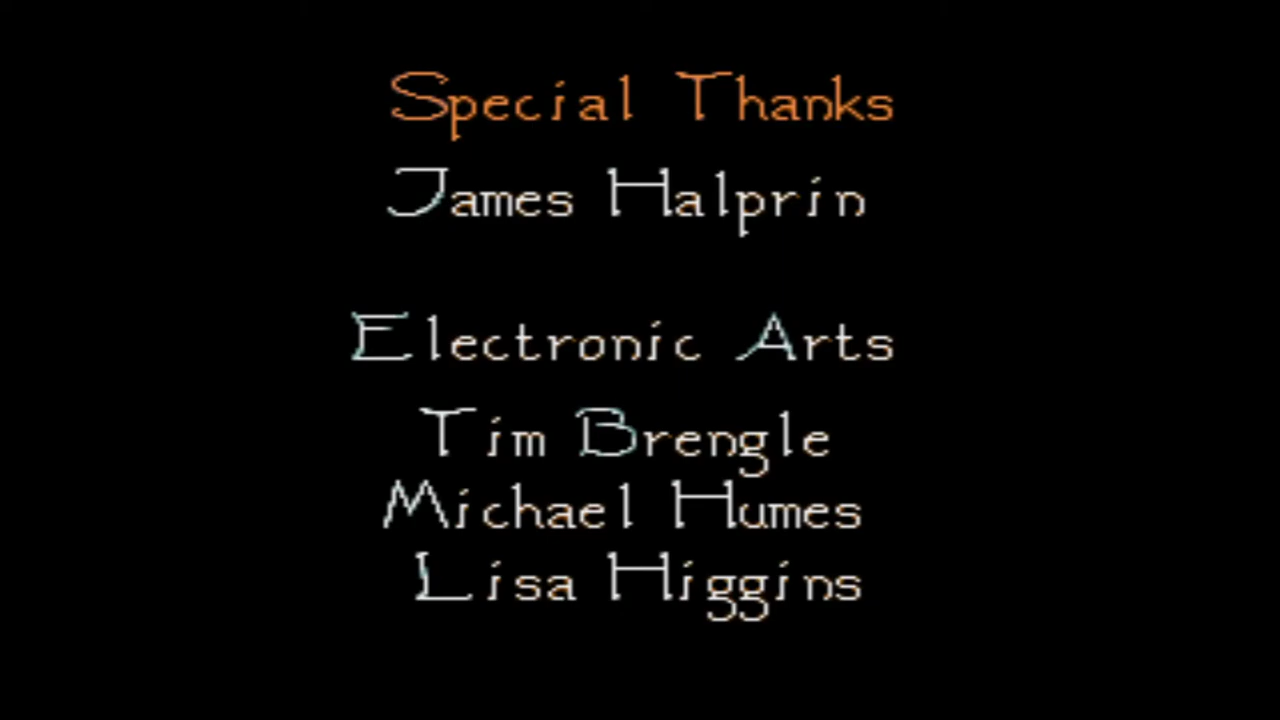 Special Thanks
James Halprin
Electronic Arts
Tim Brengle
Michael Humes
Lisa Higgins